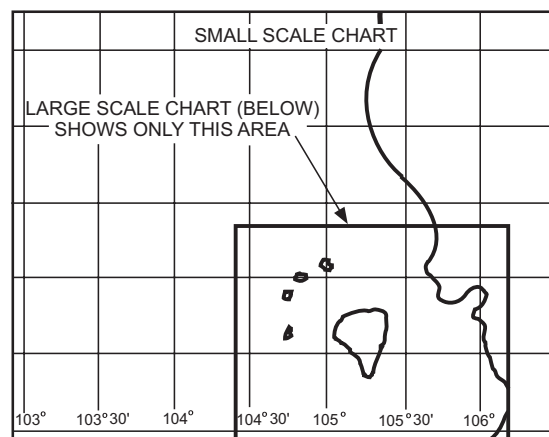 SMALL SCALE CHART
LARGE SCALE CHART (BELOW)
SHOWS ONLY THIS AREA
103° 103°30' 104° 104°30' 105° 105°30' 106°